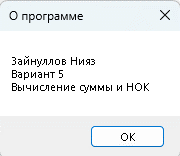 О программе
Зайнуллов Нияз
Вариант 5
Вычисление суммы и НОК
OK